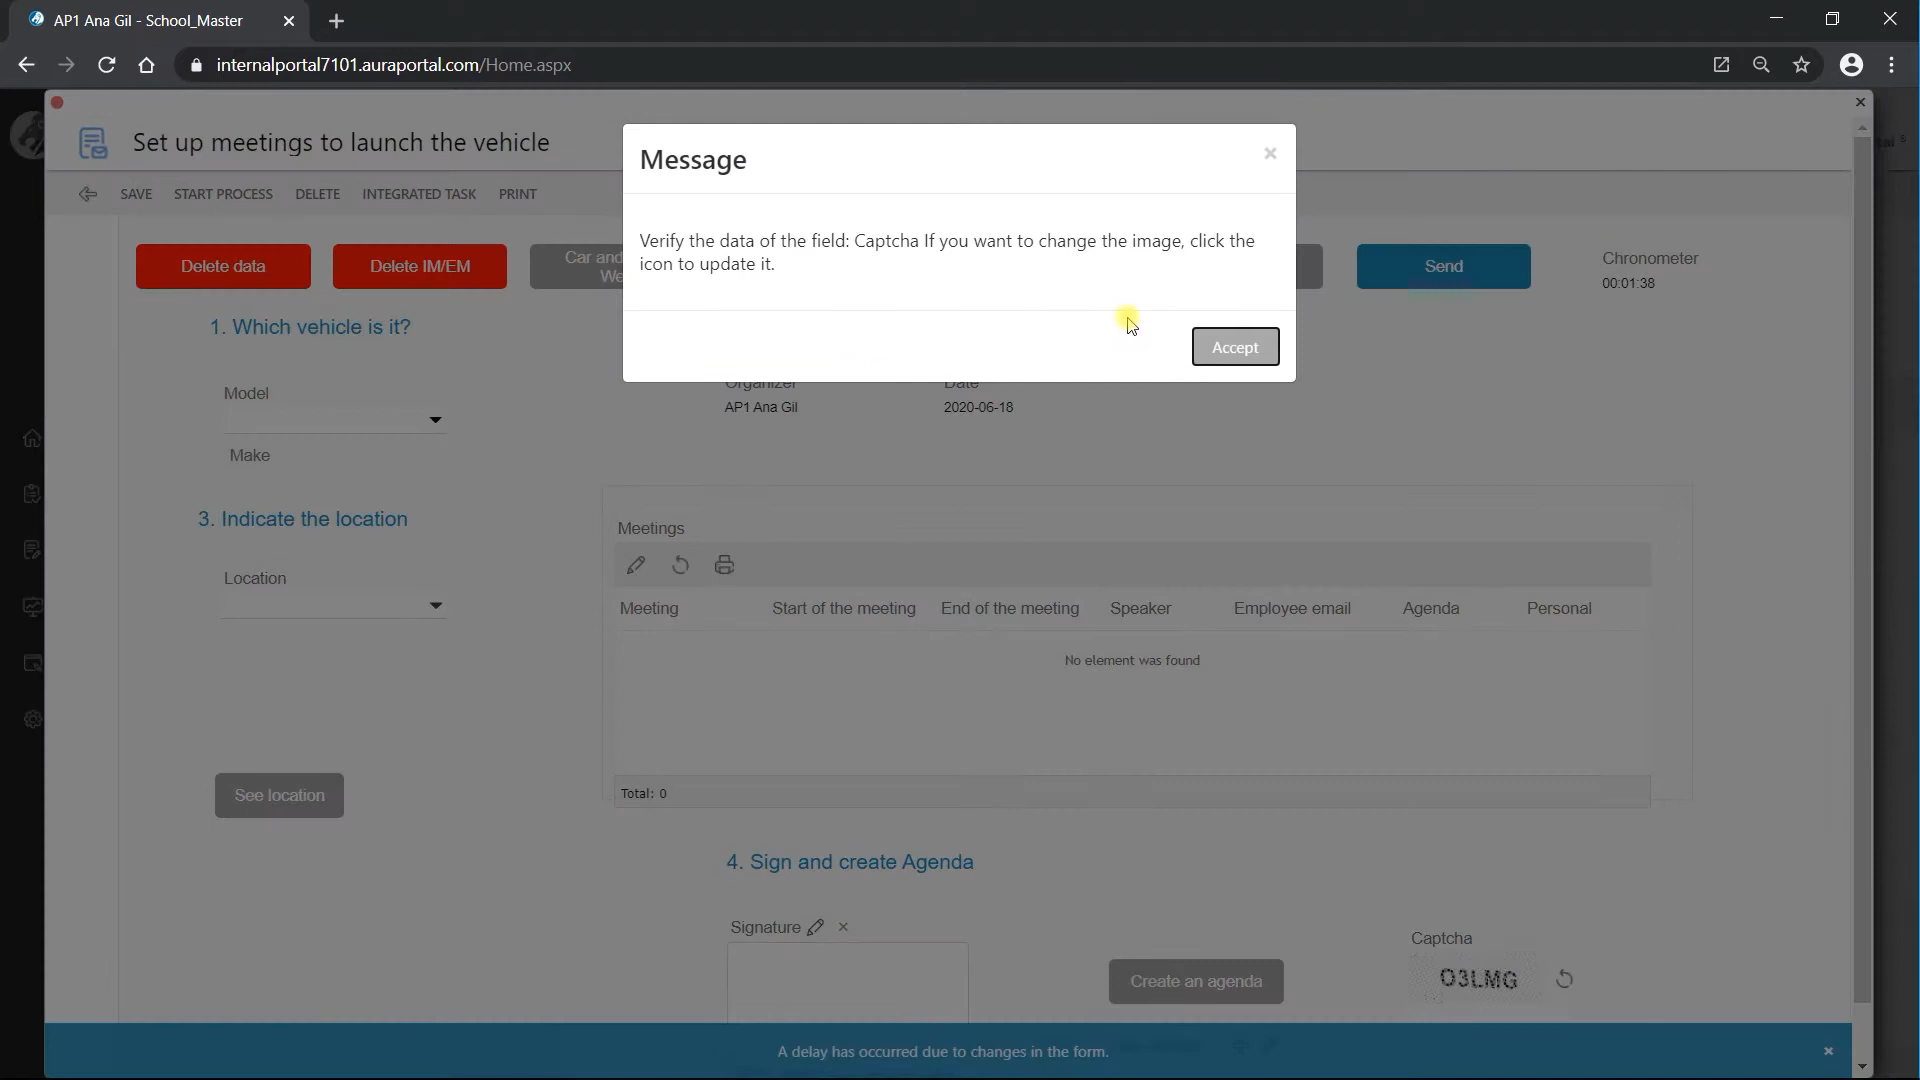 AP1 Ana Gil - School_Master
internalportal7101.auraportal.com/Home.aspx
Set up meetings to launch the vehicle
SAVE START PROCESS DELETE INTEGRATED TASK PRINT
Message
Verify the data of the field: Captcha If you want to change the image, click the
icon to update it.
Accept
Delete data
Delete IM/EM
Car and
We
Send
Chronometer
00:01:38
1. Which vehicle is it?
Model
Organizer
Date
AP1 Ana Gil
2020-06-18
Make
3. Indicate the location
Location
See location
Meetings
Meeting Start of the meeting End of the meeting Speaker Employee email Agenda Personal
No element was found
Total: 0
4. Sign and create Agenda
Signature
Create an agenda
Captcha
O3LMG
A delay has occurred due to changes in the form.